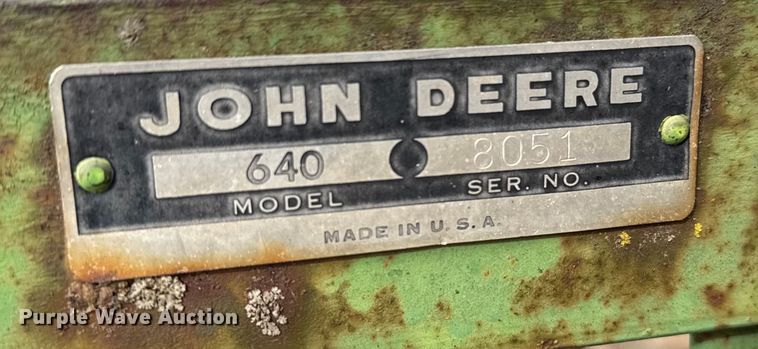 JOHN DEERE
640 8051
MODEL SER. NO.
MADE IN U. S. A.
Purple Wave Auction